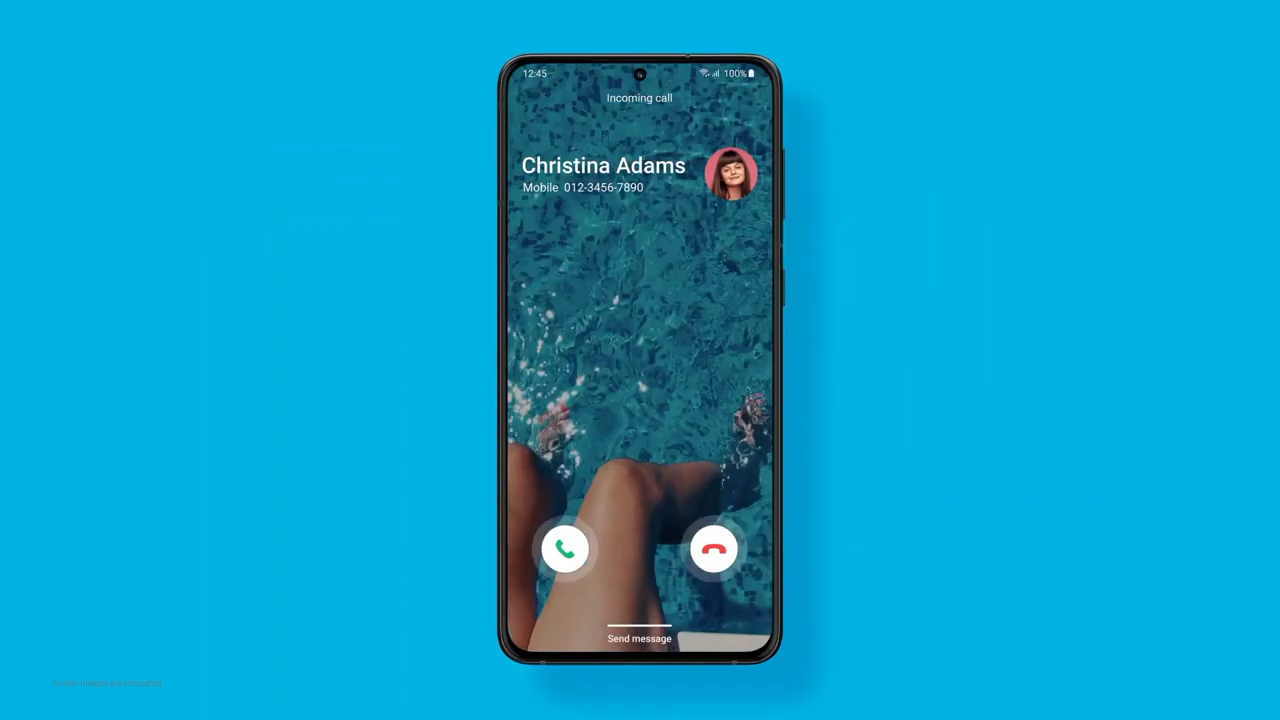 12:45
100%
Incoming call
Christina Adams
Mobile 012-3456-7890
Send message
Screen images are simulated.